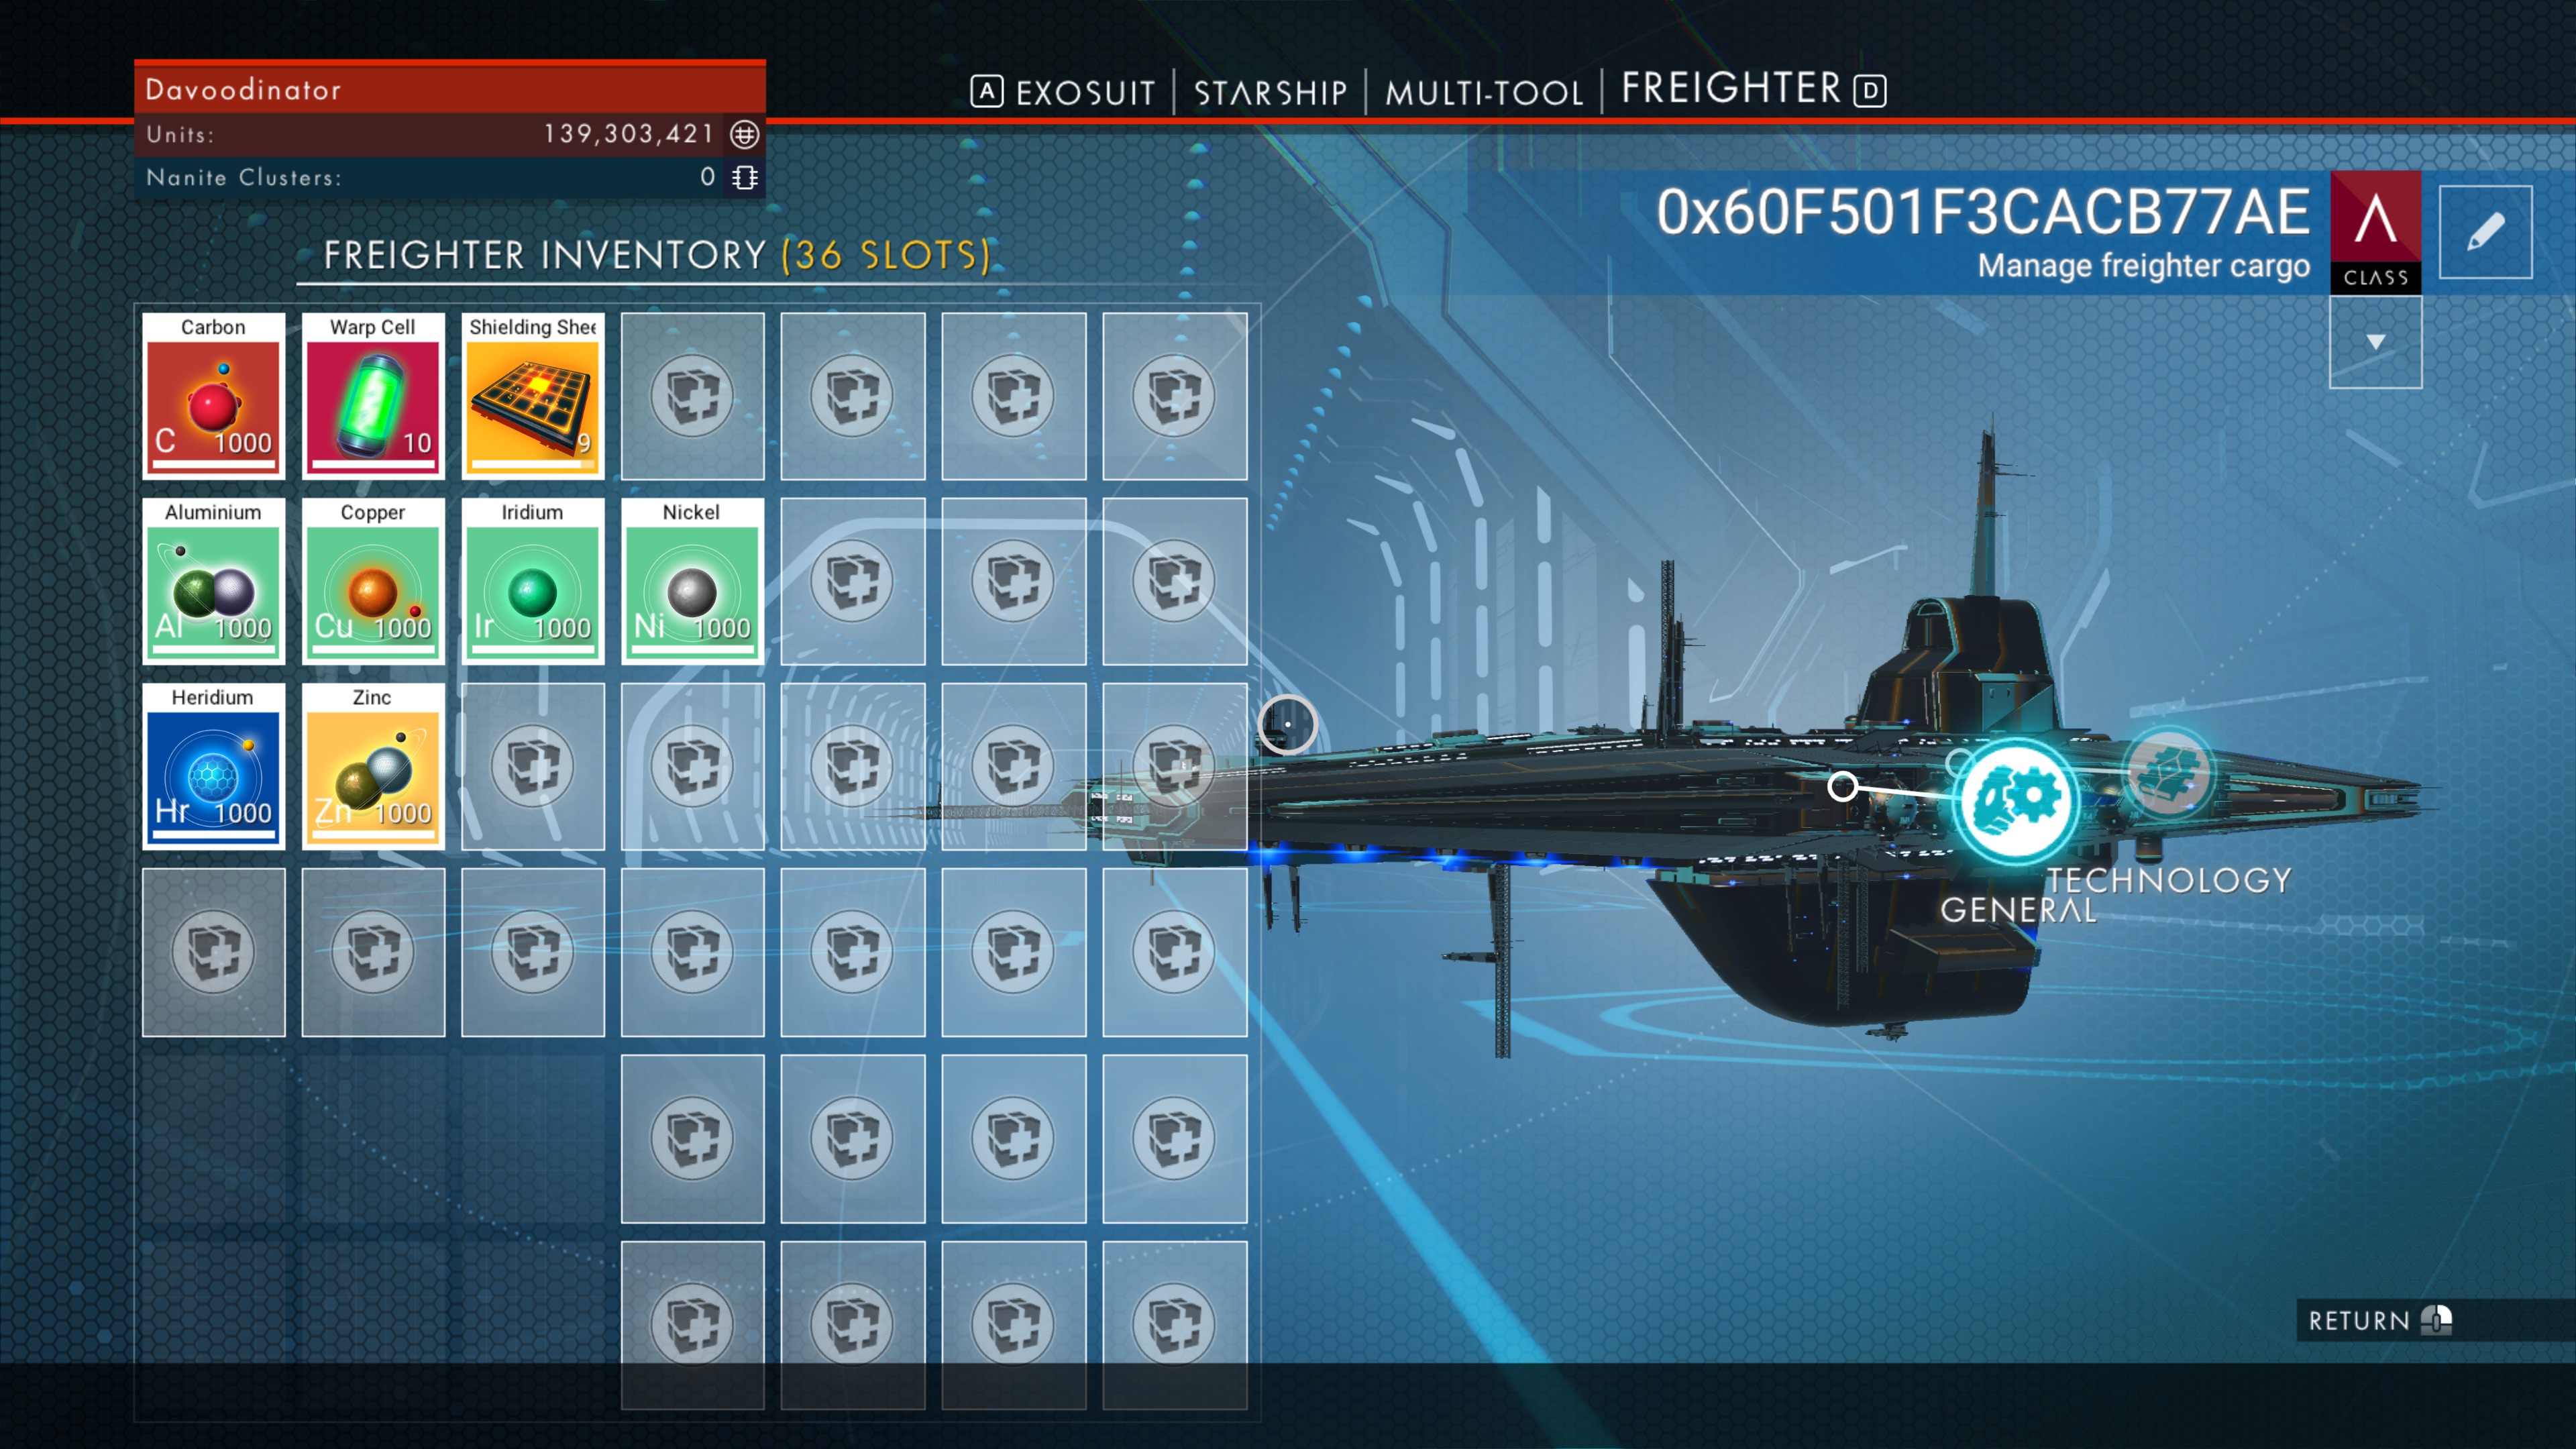 Davoodinator
Units: 139,303,421
Nanite Clusters: 0
A EXOSUIT STARSHIP MULTI-TOOL FREIGHTER D
0x60F501F3CACB77AE
Manage freighter cargo
A
CLASS
FREIGHTER INVENTORY (36 SLOTS)
Carbon
C 1000
Warp Cell
10
Shielding Shee
9
Aluminium
Al 1000
Copper
Cu 1000
Iridium
Ir 1000
Nickel
Ni 1000
Heridium
Hr 1000
Zinc
Zn 1000
TECHNOLOGY
GENERAL
RETURN